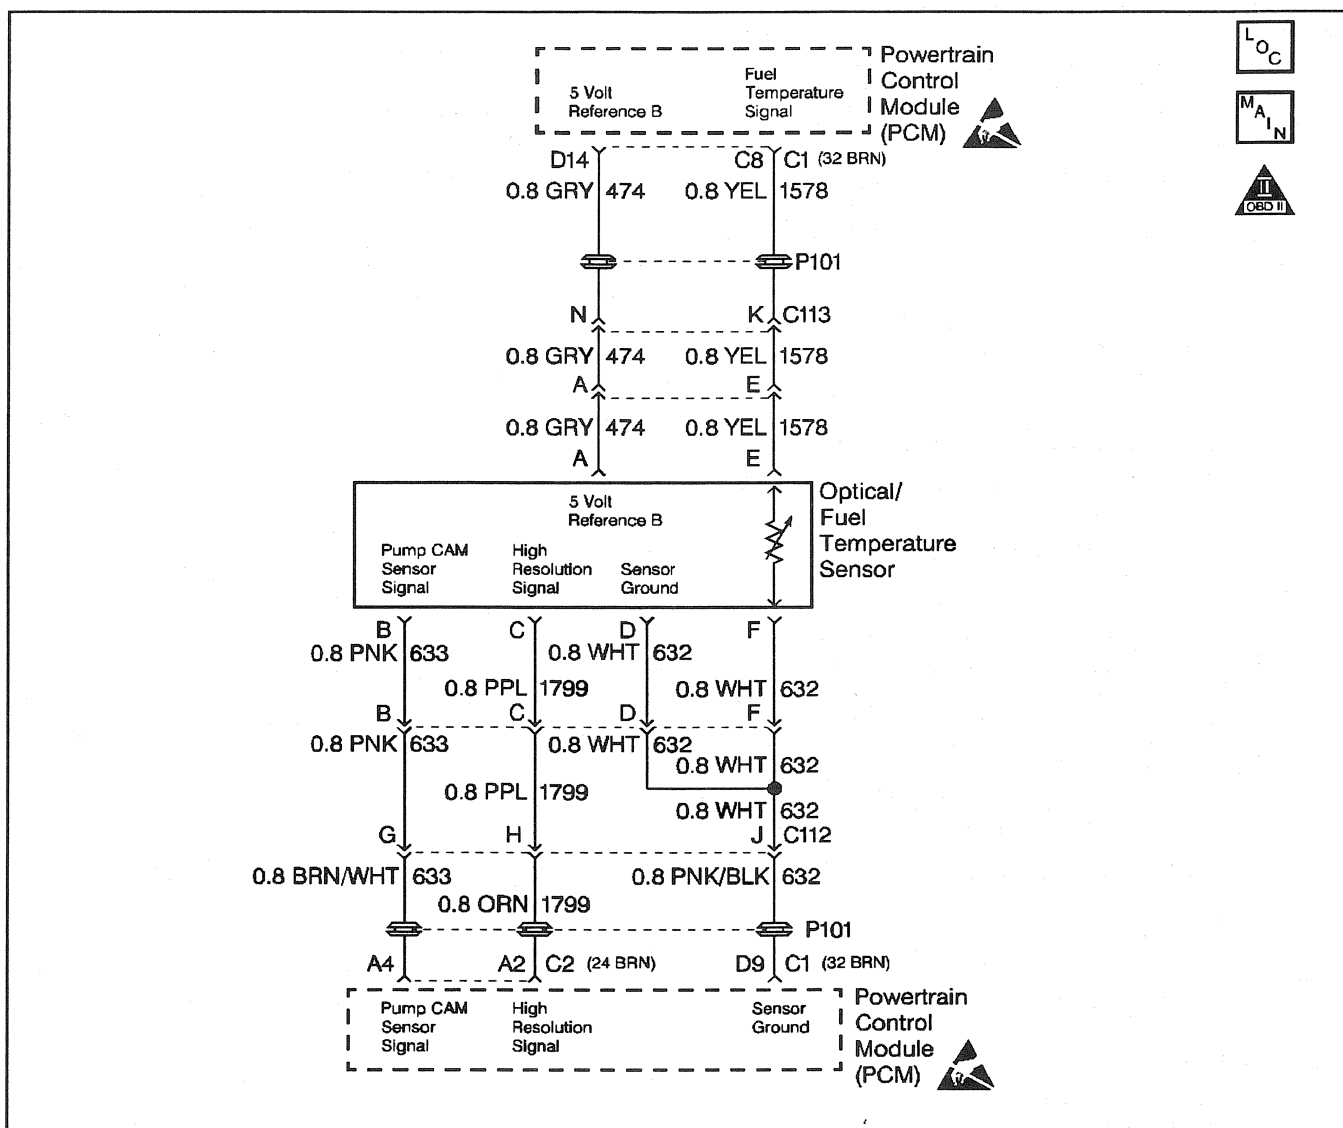 LOC
MAIN
II
OBD II
Powertrain
Control
Module
(PCM)
5 Volt
Reference B
Fuel
Temperature
Signal
D14 C8 C1 (32 BRN)
0.8 GRY 474 0.8 YEL 1578
P101
N K C113
0.8 GRY 474 0.8 YEL 1578
A E
0.8 GRY 474 0.8 YEL 1578
A E
Optical/
Fuel
Temperature
Sensor
5 Volt
Reference B
Pump CAM
Sensor
Signal
High
Resolution
Signal
Sensor
Ground
B C D F
0.8 PNK 633 0.8 WHT 632
0.8 PPL 1799 0.8 WHT 632
B C D F
0.8 PNK 633 0.8 WHT 632
0.8 WHT 632
0.8 PPL 1799
0.8 WHT 632
G H J C112
0.8 BRN/WHT 633 0.8 PNK/BLK 632
0.8 ORN 1799
P101
A4 A2 C2 (24 BRN) D9 C1 (32 BRN)
Pump CAM
Sensor
Signal
High
Resolution
Signal
Sensor
Ground
Powertrain
Control
Module
(PCM)